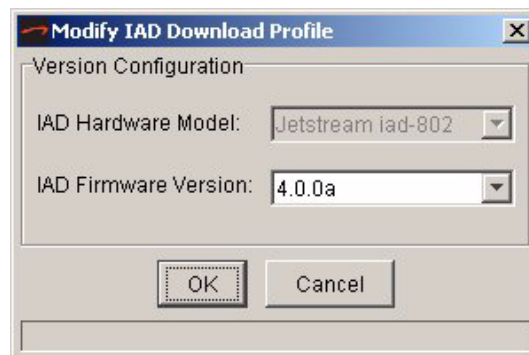 Modify IAD Download Profile
Version Configuration
IAD Hardware Model: Jetstream iad-802
IAD Firmware Version: 4.0.0a
OK Cancel